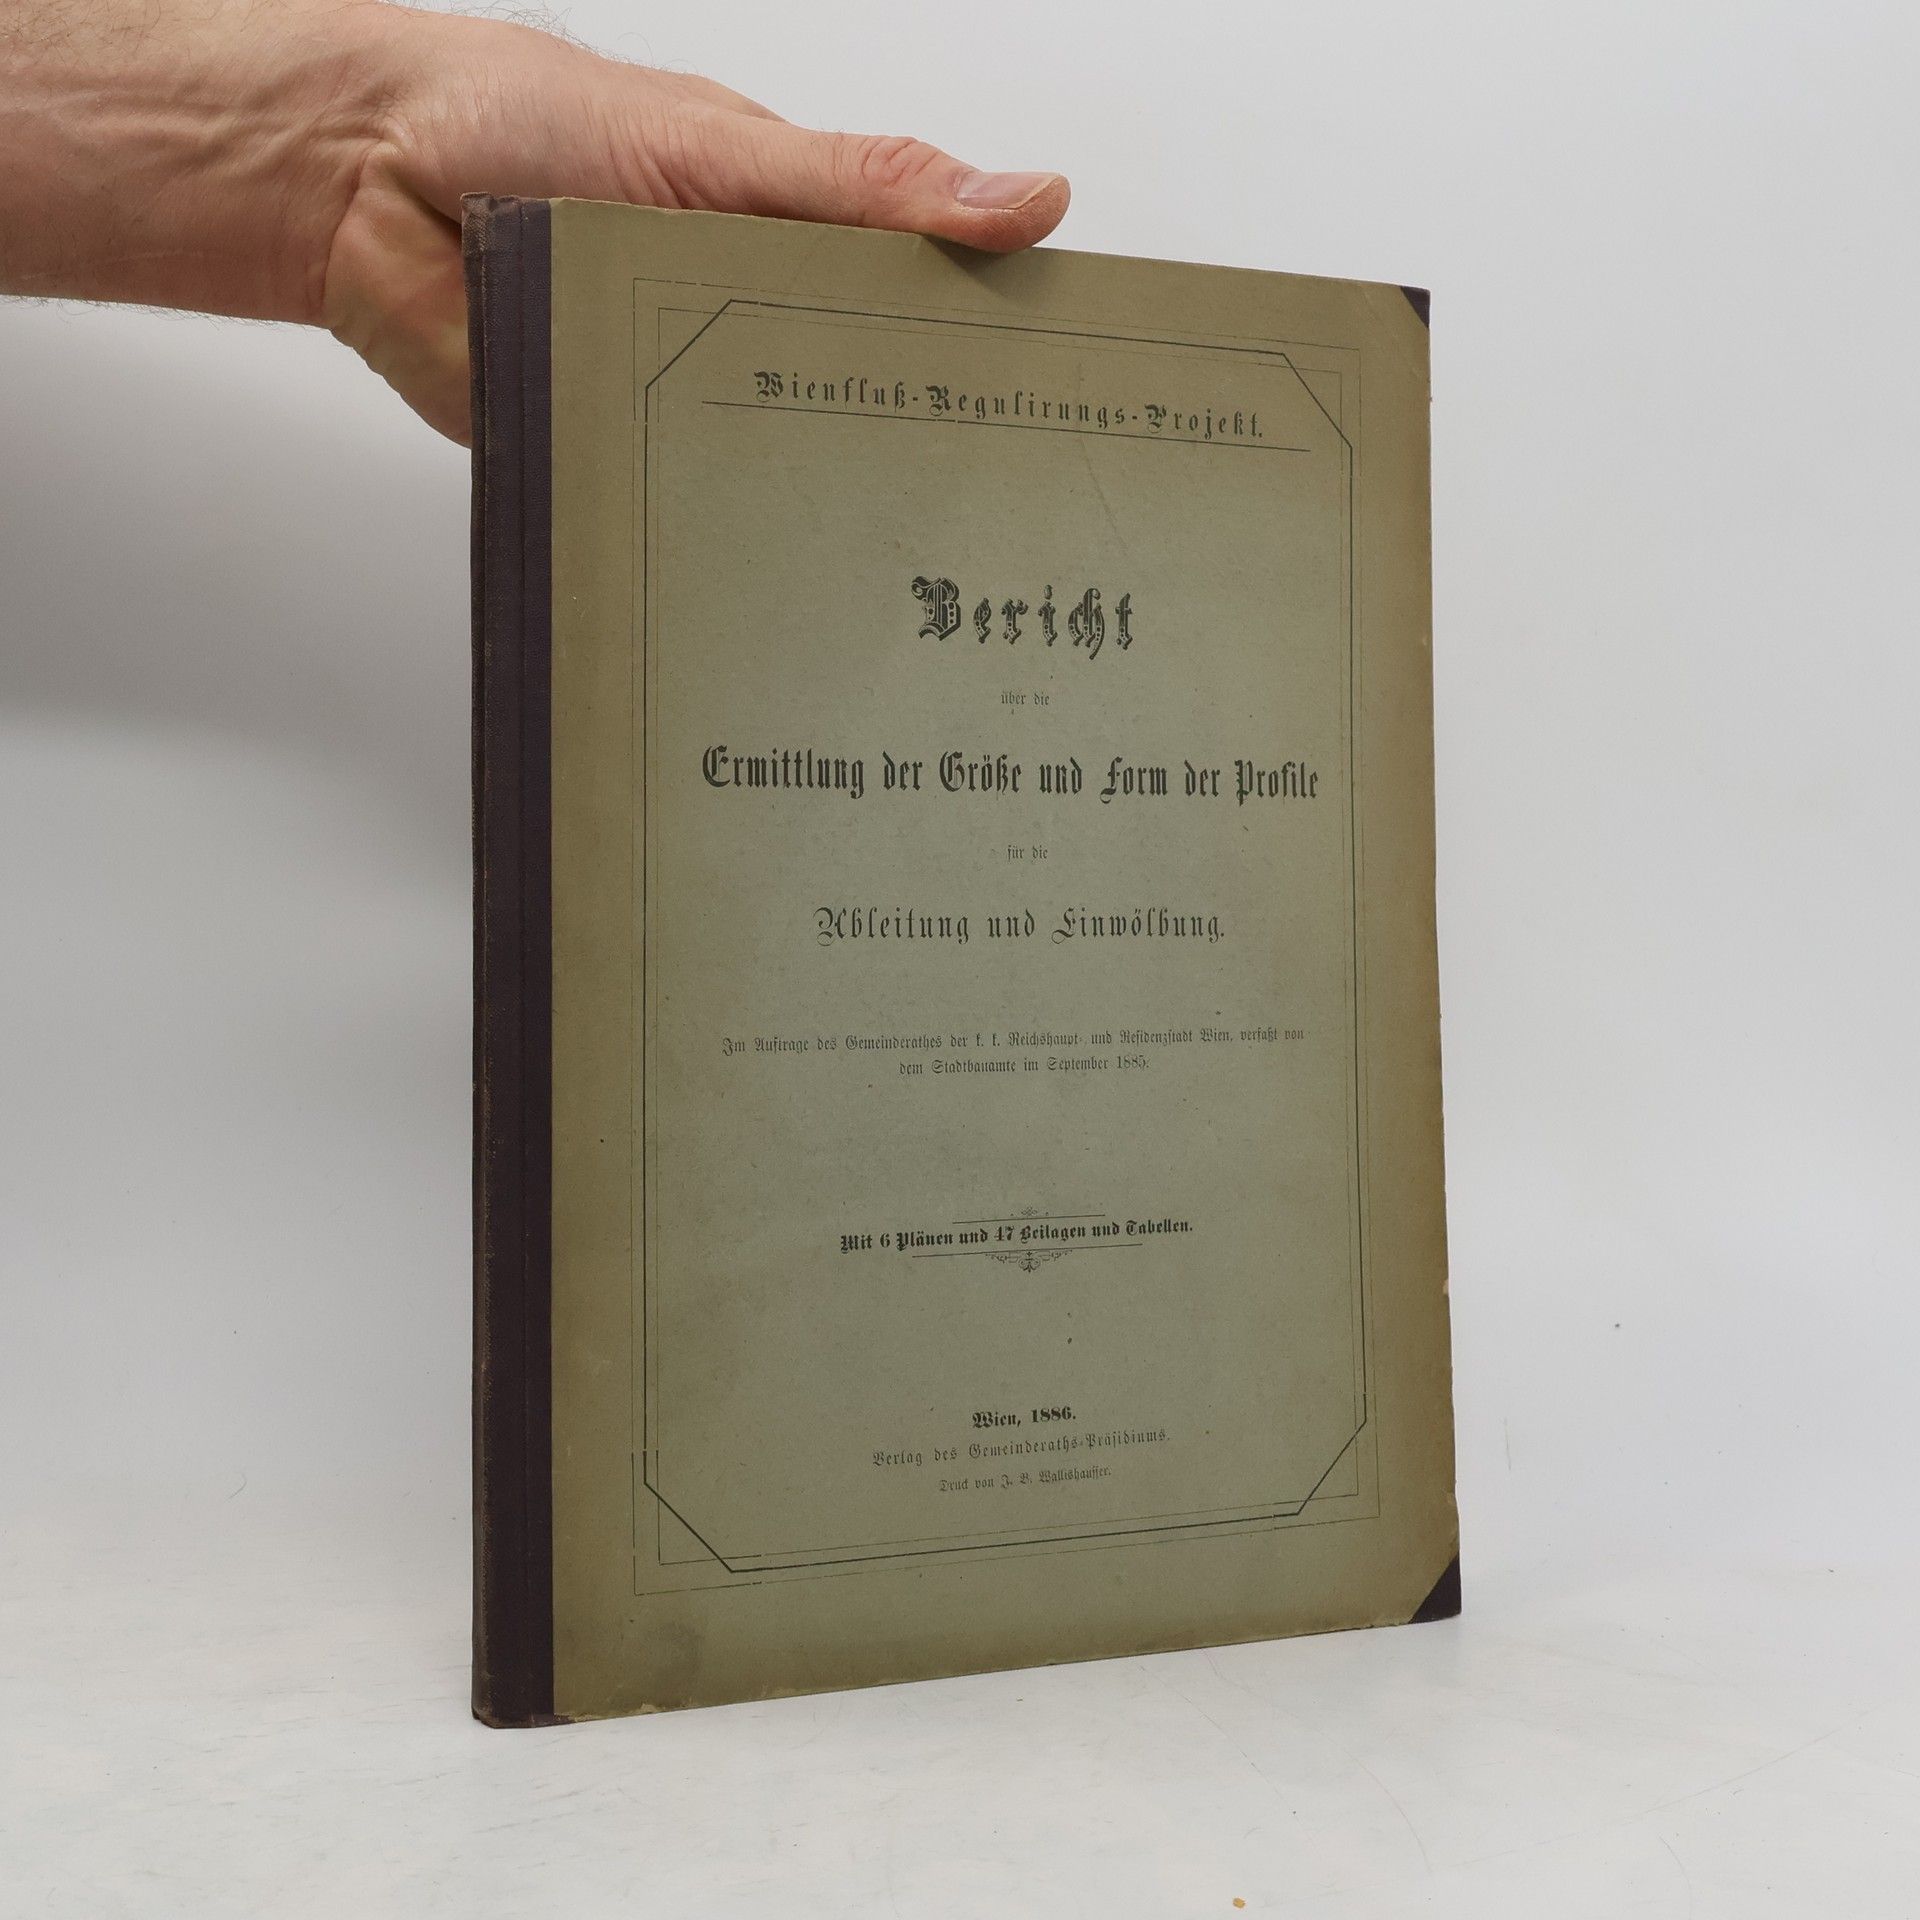 Wienfluß-Regulirungs-Projekt.
Bericht
über die
Ermittlung der Größe und Form der Profile
für die
Ableitung und Einwölbung.
Im Auftrage des Gemeinderathes der k. k. Reichshaupt- und Residenzstadt Wien, verfaßt von
dem Stadtbauamte im September 1885.
Mit 6 Plänen und 47 Beilagen und Tabellen.
Wien, 1886.
Verlag des Gemeinderaths-Präsidiums.
Druck von J. B. Wallishausser.